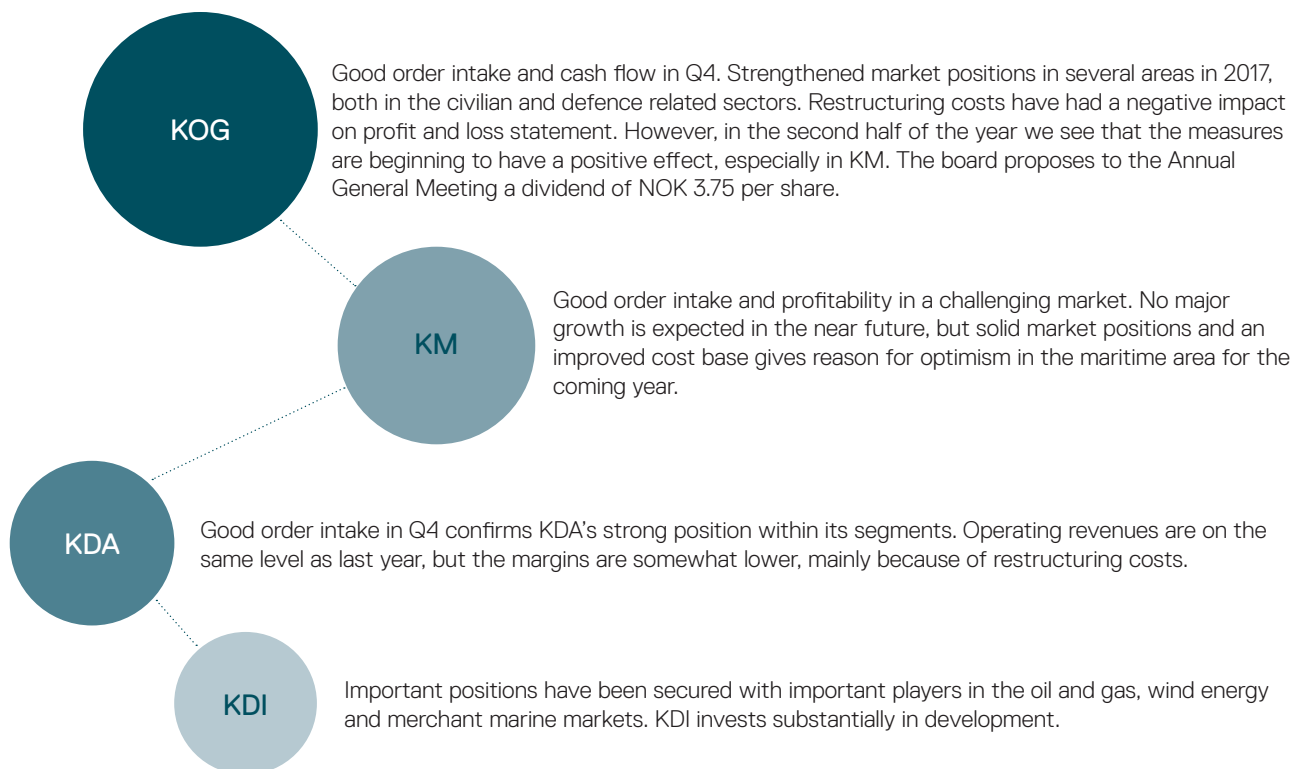 KOG
Good order intake and cash flow in Q4. Strengthened market positions in several areas in 2017,
both in the civilian and defence related sectors. Restructuring costs have had a negative impact
on profit and loss statement. However, in the second half of the year we see that the measures
are beginning to have a positive effect, especially in KM. The board proposes to the Annual
General Meeting a dividend of NOK 3.75 per share.
KM
Good order intake and profitability in a challenging market. No major
growth is expected in the near future, but solid market positions and an
improved cost base gives reason for optimism in the maritime area for the
coming year.
KDA
Good order intake in Q4 confirms KDA's strong position within its segments. Operating revenues are on the
same level as last year, but the margins are somewhat lower, mainly because of restructuring costs.
KDI
Important positions have been secured with important players in the oil and gas, wind energy
and merchant marine markets. KDI invests substantially in development.